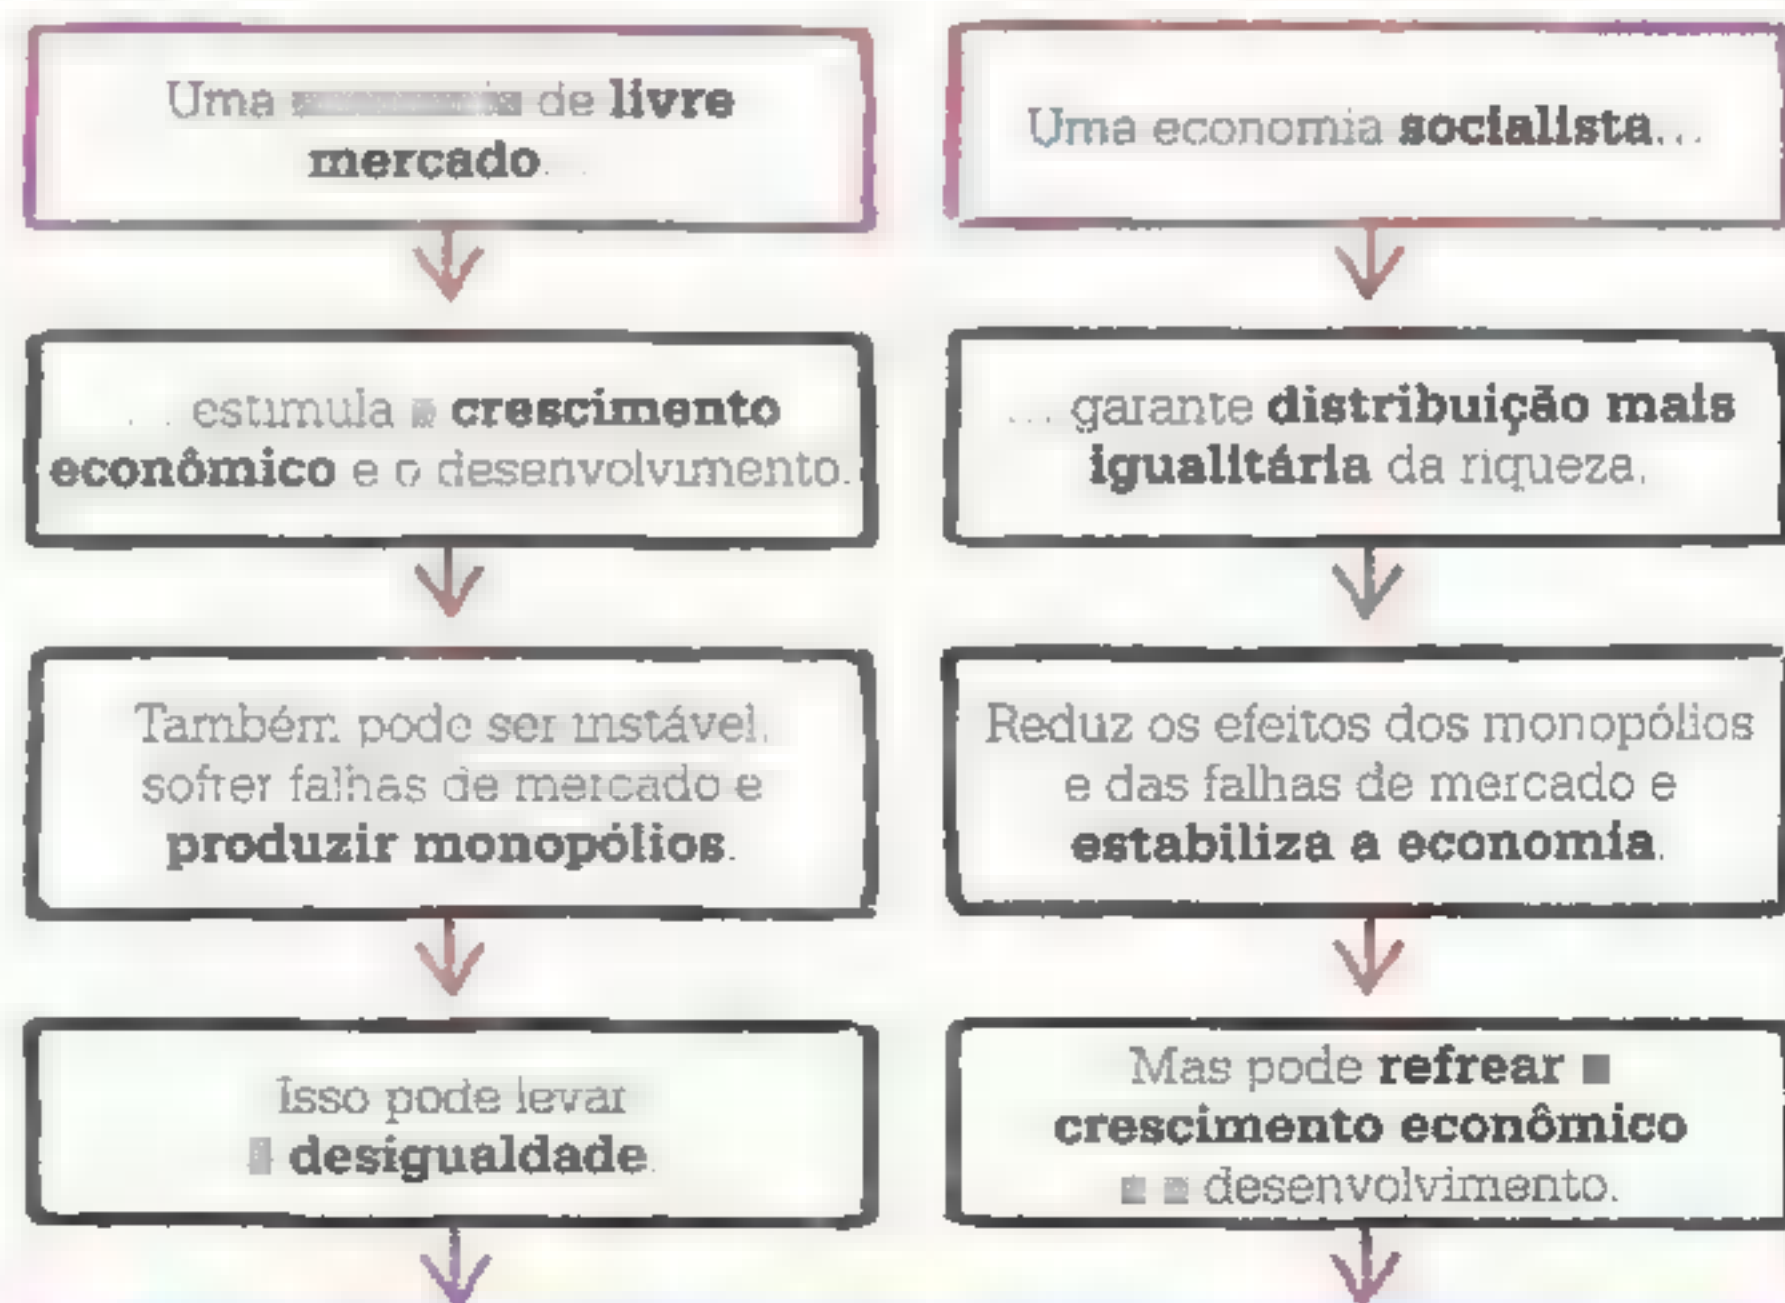 Uma de livre
mercado...
... estimula crescimento
econômico e o desenvolvimento.
Também pode ser instável,
sofrer falhas de mercado e
produzir monopólios.
Isso pode levar
desigualdade.
Uma economia socialista...
... garante distribuição mais
igualitária da riqueza.
Reduz os efeitos dos monopólios
e das falhas de mercado e
estabiliza a economia.
Mas pode refrear
crescimento econômico
desenvolvimento.